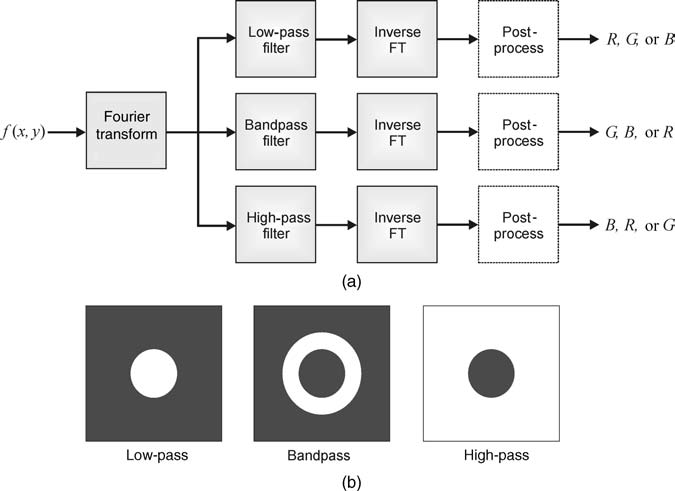 Low-pass
filter
Inverse
FT
Post-
process
R, G, or B
f(x, y)
Fourier
transform
Bandpass
filter
Inverse
FT
Post-
process
G, B, or R
High-pass
filter
Inverse
FT
Post-
process
B, R, or G
(a)
Low-pass
Bandpass
High-pass
(b)